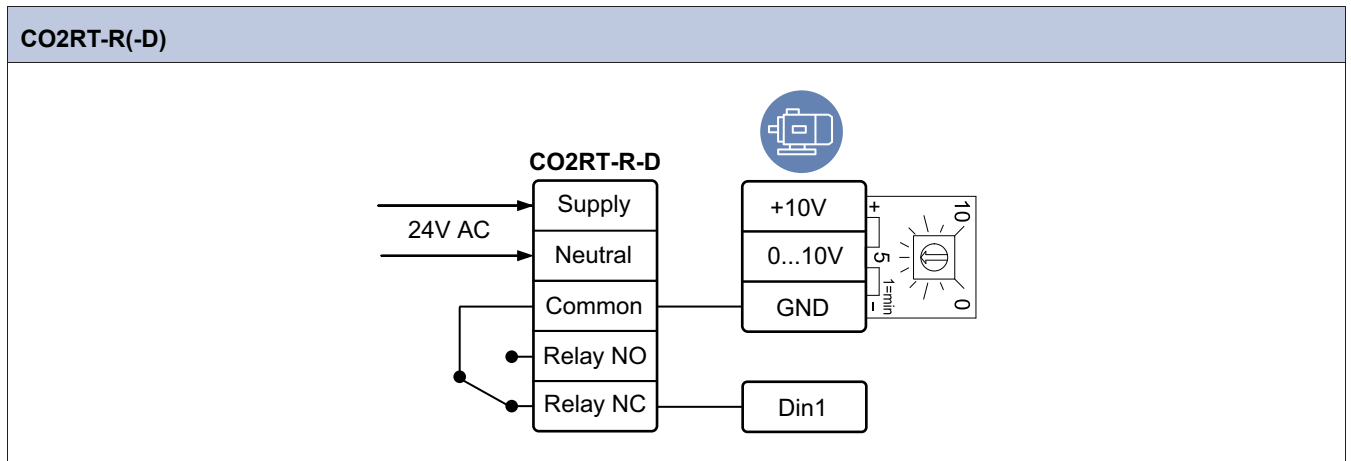 CO2RT-R(-D)
CO2RT-R-D
24V AC
Supply
Neutral
Common
Relay NO
Relay NC
+10V
0...10V
GND
Din1
+
-
10
5
0
1=min